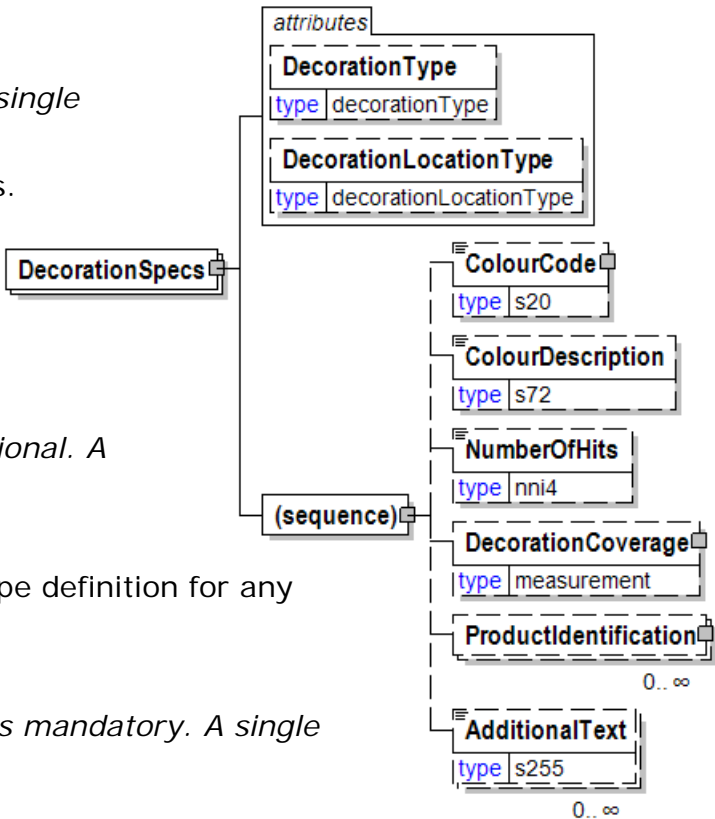 attributes
DecorationType
type decorationType
single
DecorationLocationType
s.
type decorationLocationType
DecorationSpecs
ColourCode
type s20
ColourDescription
type s72
ional. A
NumberOfHits
type nni4
(sequence)
DecorationCoverage
pe definition for any
type measurement
ProductIdentification
0.. ∞
s mandatory. A single
AdditionalText
type s255
0.. ∞